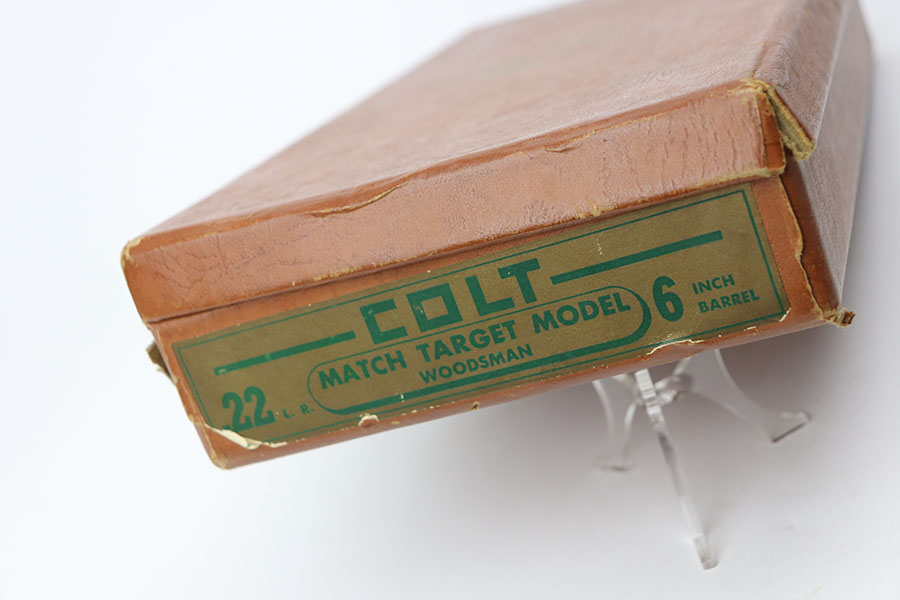 COLT
.22 L. R.
MATCH TARGET MODEL
WOODSMAN
6 INCH
BARREL